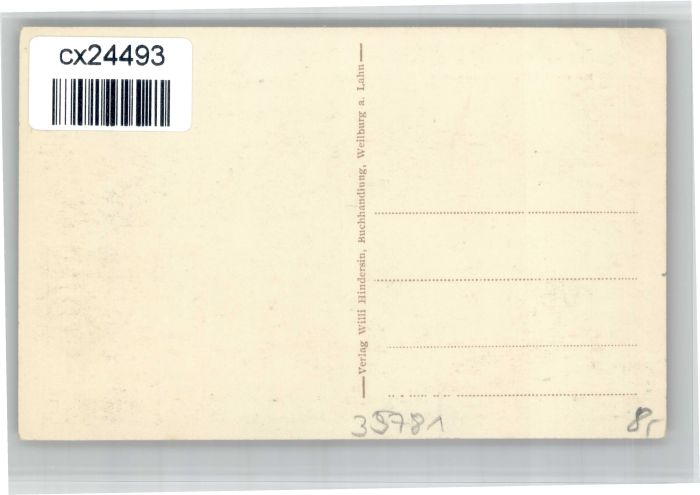 cx24493
Verlag Willi Hindersin, Buchhandlung, Weilburg a. Lahn
35781
8,-